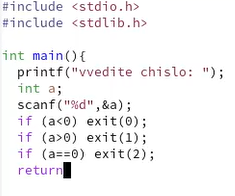 #include <stdio.h>
#include <stdlib.h>
int main(){
printf("vvedite chislo: ");
int a;
scanf("%d",&a);
if (a<0) exit(0);
if (a>0) exit(1);
if (a==0) exit(2);
return